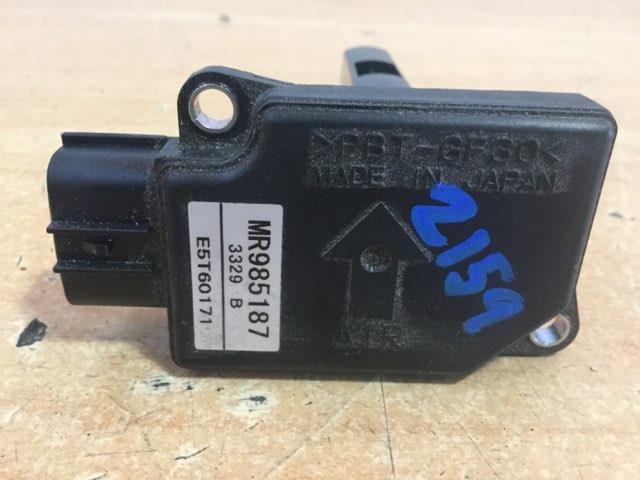 >PBT-GF30<
MADE IN JAPAN
2159
MR985187
3329 B
E5T60171
AIR